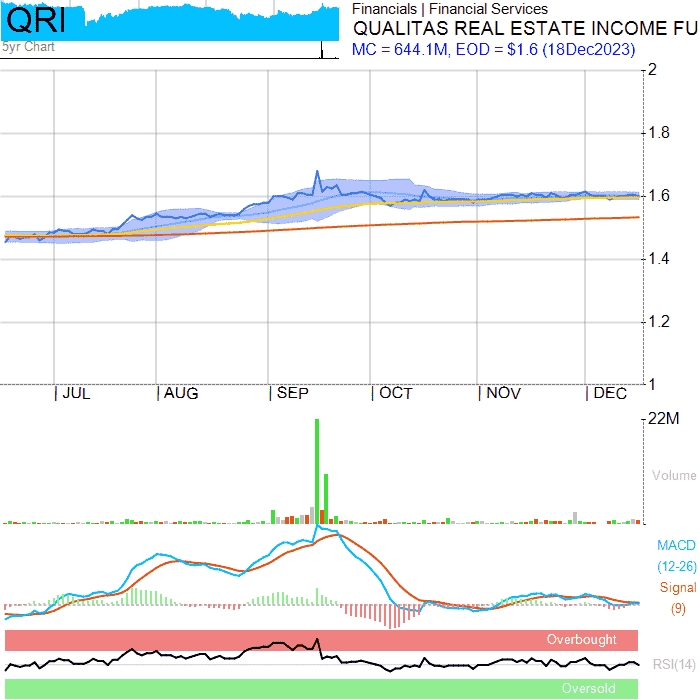 QRI
5yr Chart
Financials | Financial Services
QUALITAS REAL ESTATE INCOME FU
MC = 644.1M, EOD = $1.6 (18Dec2023)
2
1.8
1.6
1.4
1.2
1
JUL
AUG
SEP
OCT
NOV
DEC
22M
Volume
MACD
(12-26)
Signal
(9)
Overbought
RSI(14)
Oversold